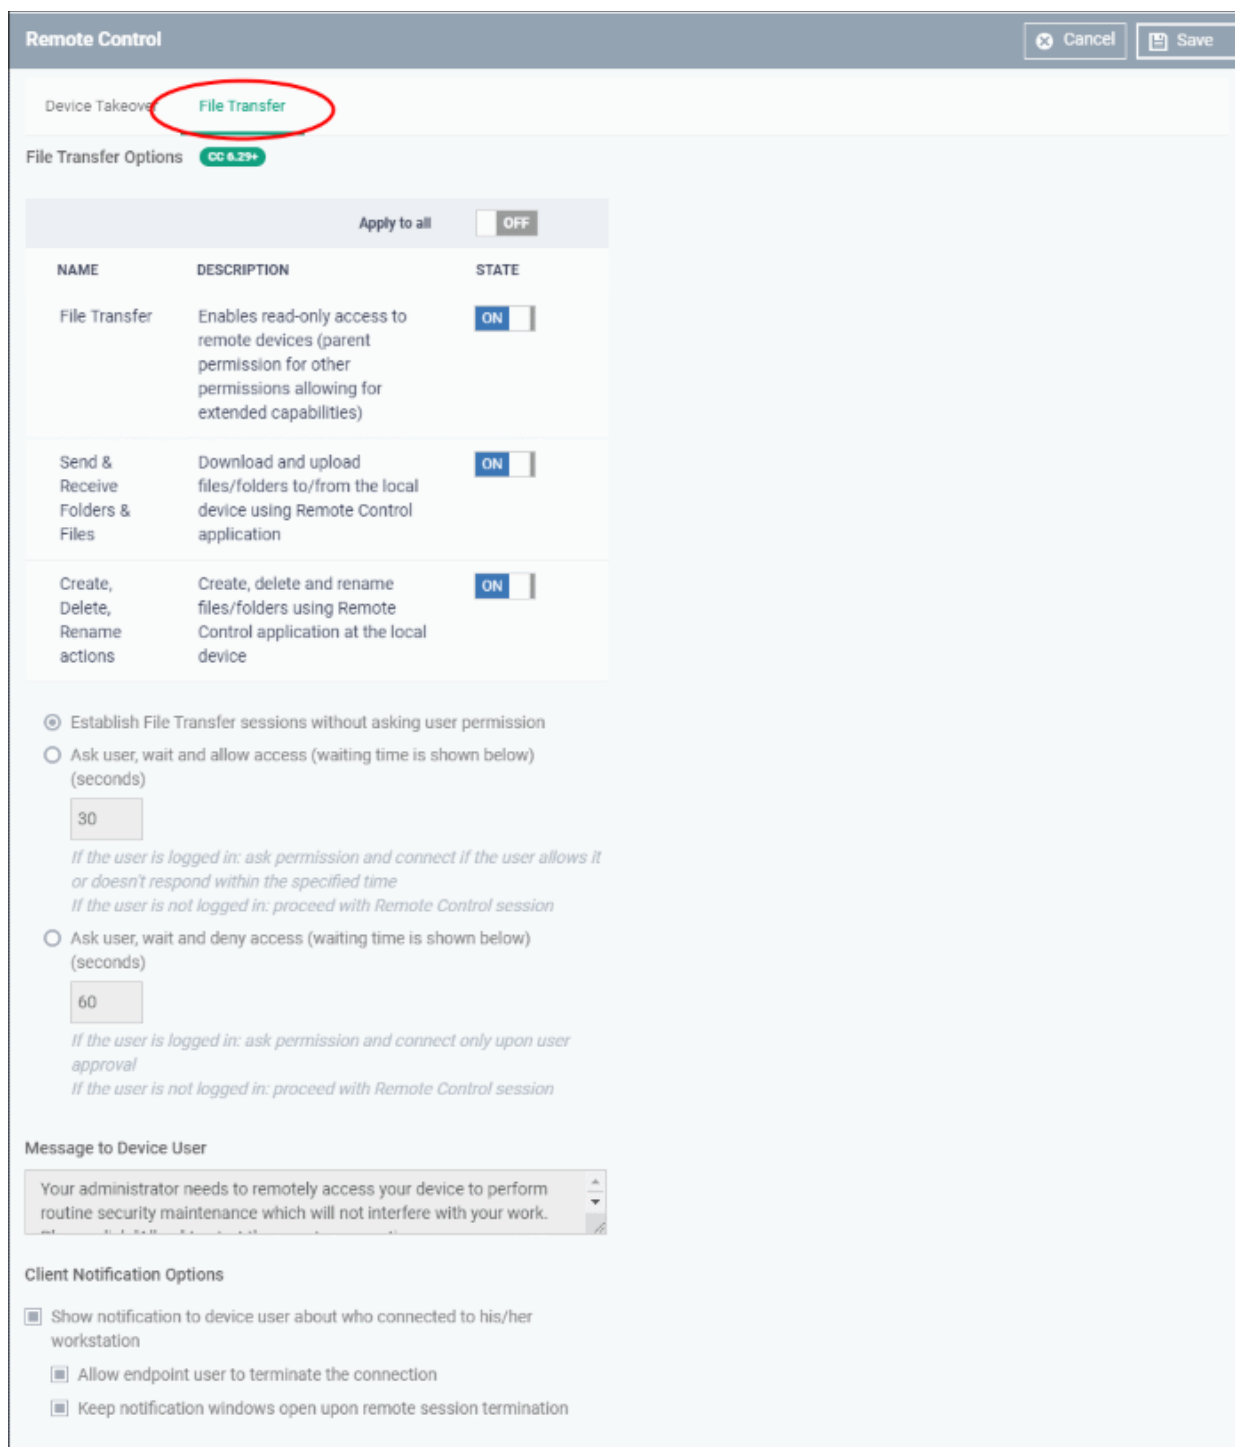 Remote Control
Cancel
Save
Device Takeover
File Transfer
File Transfer Options
CC 6.29+
Apply to all
OFF
NAME
DESCRIPTION
STATE
File Transfer
Enables read-only access to
remote devices (parent
permission for other
permissions allowing for
extended capabilities)
ON
Send &
Receive
Folders &
Files
Download and upload
files/folders to/from the local
device using Remote Control
application
ON
Create,
Delete,
Rename
actions
Create, delete and rename
files/folders using Remote
Control application at the local
device
ON
Establish File Transfer sessions without asking user permission
Ask user, wait and allow access (waiting time is shown below)
(seconds)
30
If the user is logged in: ask permission and connect if the user allows it
or doesn't respond within the specified time
If the user is not logged in: proceed with Remote Control session
Ask user, wait and deny access (waiting time is shown below)
(seconds)
60
If the user is logged in: ask permission and connect only upon user
approval
If the user is not logged in: proceed with Remote Control session
Message to Device User
Your administrator needs to remotely access your device to perform
routine security maintenance which will not interfere with your work.
Client Notification Options
Show notification to device user about who connected to his/her
workstation
Allow endpoint user to terminate the connection
Keep notification windows open upon remote session termination